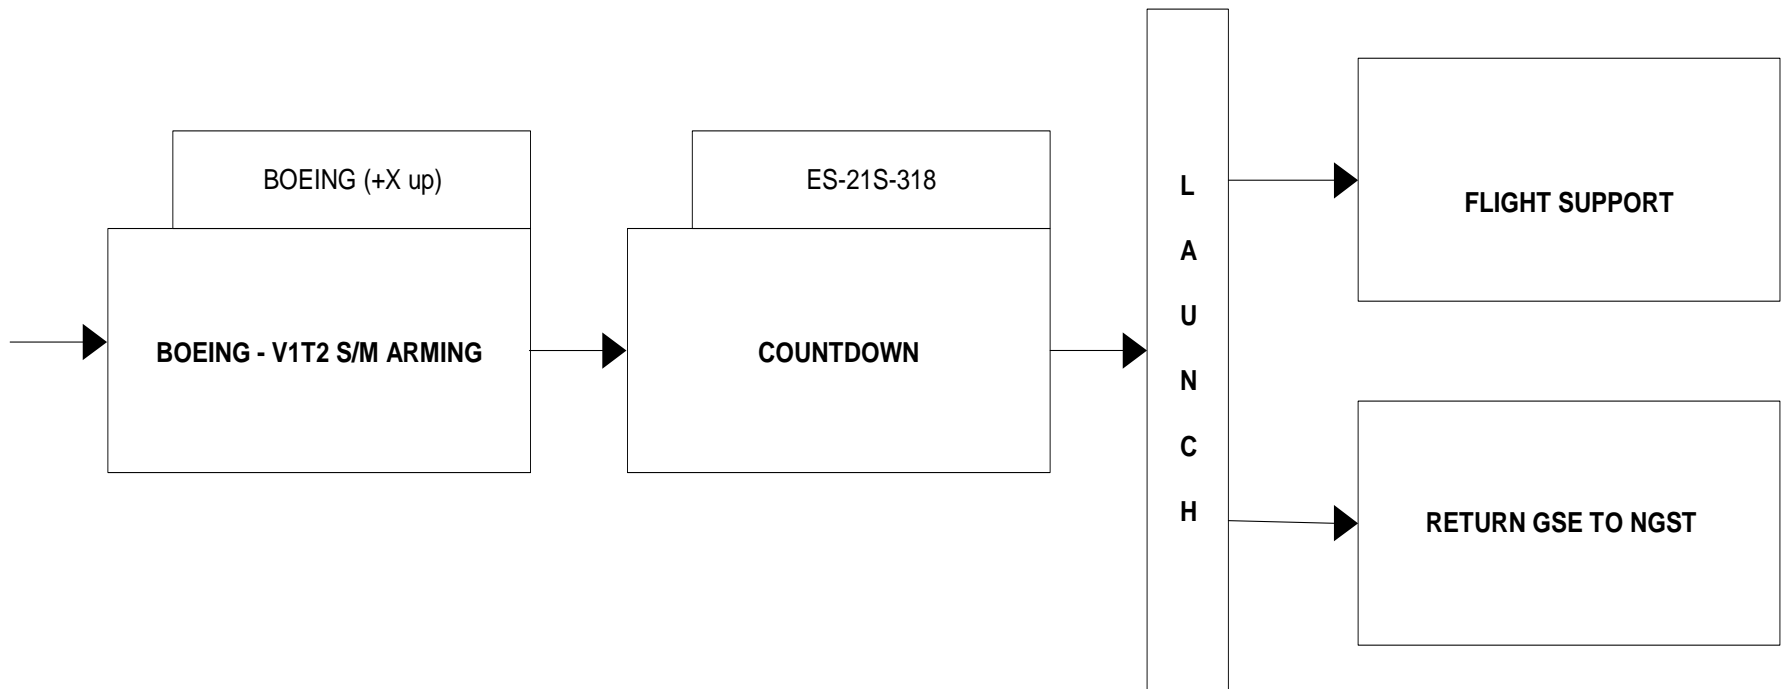 BOEING (+X up)
BOEING - V1T2 S/M ARMING
ES-21S-318
COUNTDOWN
L
A
U
N
C
H
FLIGHT SUPPORT
RETURN GSE TO NGST